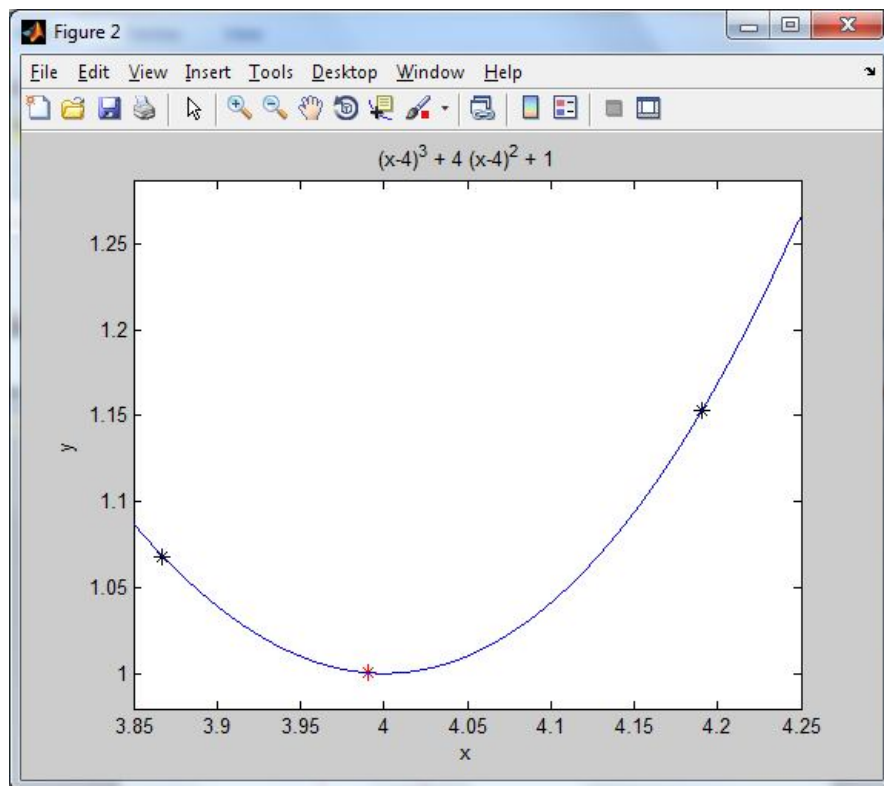 Figure 2
File Edit View Insert Tools Desktop Window Help
(x-4)^3 + 4 (x-4)^2 + 1
1.25
1.2
1.15
y
1.1
1.05
1
3.85 3.9 3.95 4 4.05 4.1 4.15 4.2 4.25
x